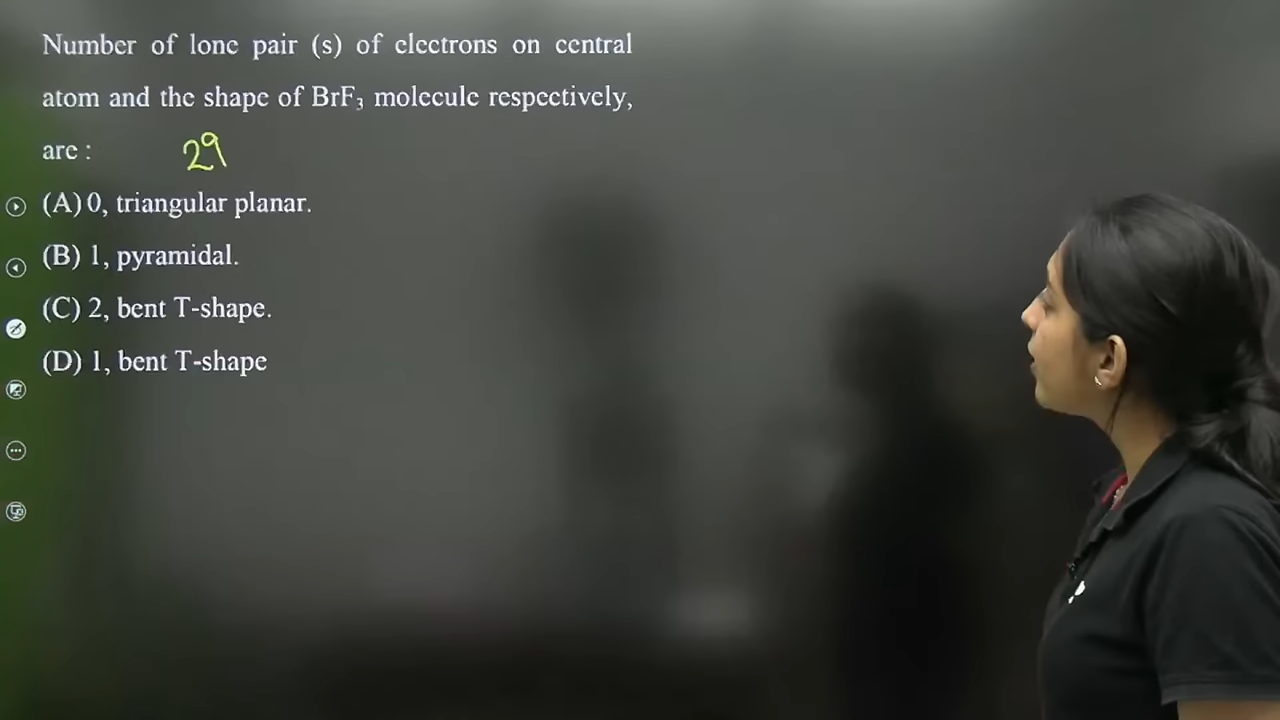 Number of lone pair (s) of electrons on central
atom and the shape of BrF₃ molecule respectively,
are : 29
(A) 0, triangular planar.
(B) 1, pyramidal.
(C) 2, bent T-shape.
(D) 1, bent T-shape